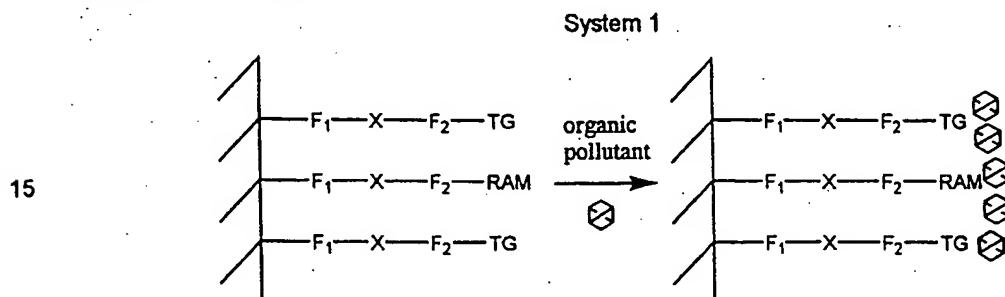 System 1
F₁—X—F₂—TG
organic
pollutant
F₁—X—F₂—TG
15
F₁—X—F₂—RAM
F₁—X—F₂—RAM
F₁—X—F₂—TG
F₁—X—F₂—TG